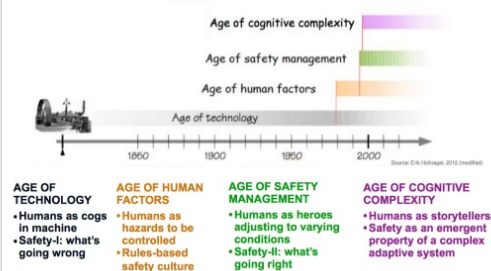 Age of cognitive complexity
Age of safety management
Age of human factors
Age of technology
1850 1900 1950 2000
Source: Erik Hollnagel, 2012 (modified)
AGE OF
TECHNOLOGY
•Humans as cogs
in machine
•Safety-I: what's
going wrong
AGE OF HUMAN
FACTORS
•Humans as
hazards to be
controlled
•Rules-based
safety culture
AGE OF SAFETY
MANAGEMENT
•Humans as heroes
adjusting to varying
conditions
•Safety-II: what's
going right
AGE OF COGNITIVE
COMPLEXITY
•Humans as storytellers
•Safety as an emergent
property of a complex
adaptive system